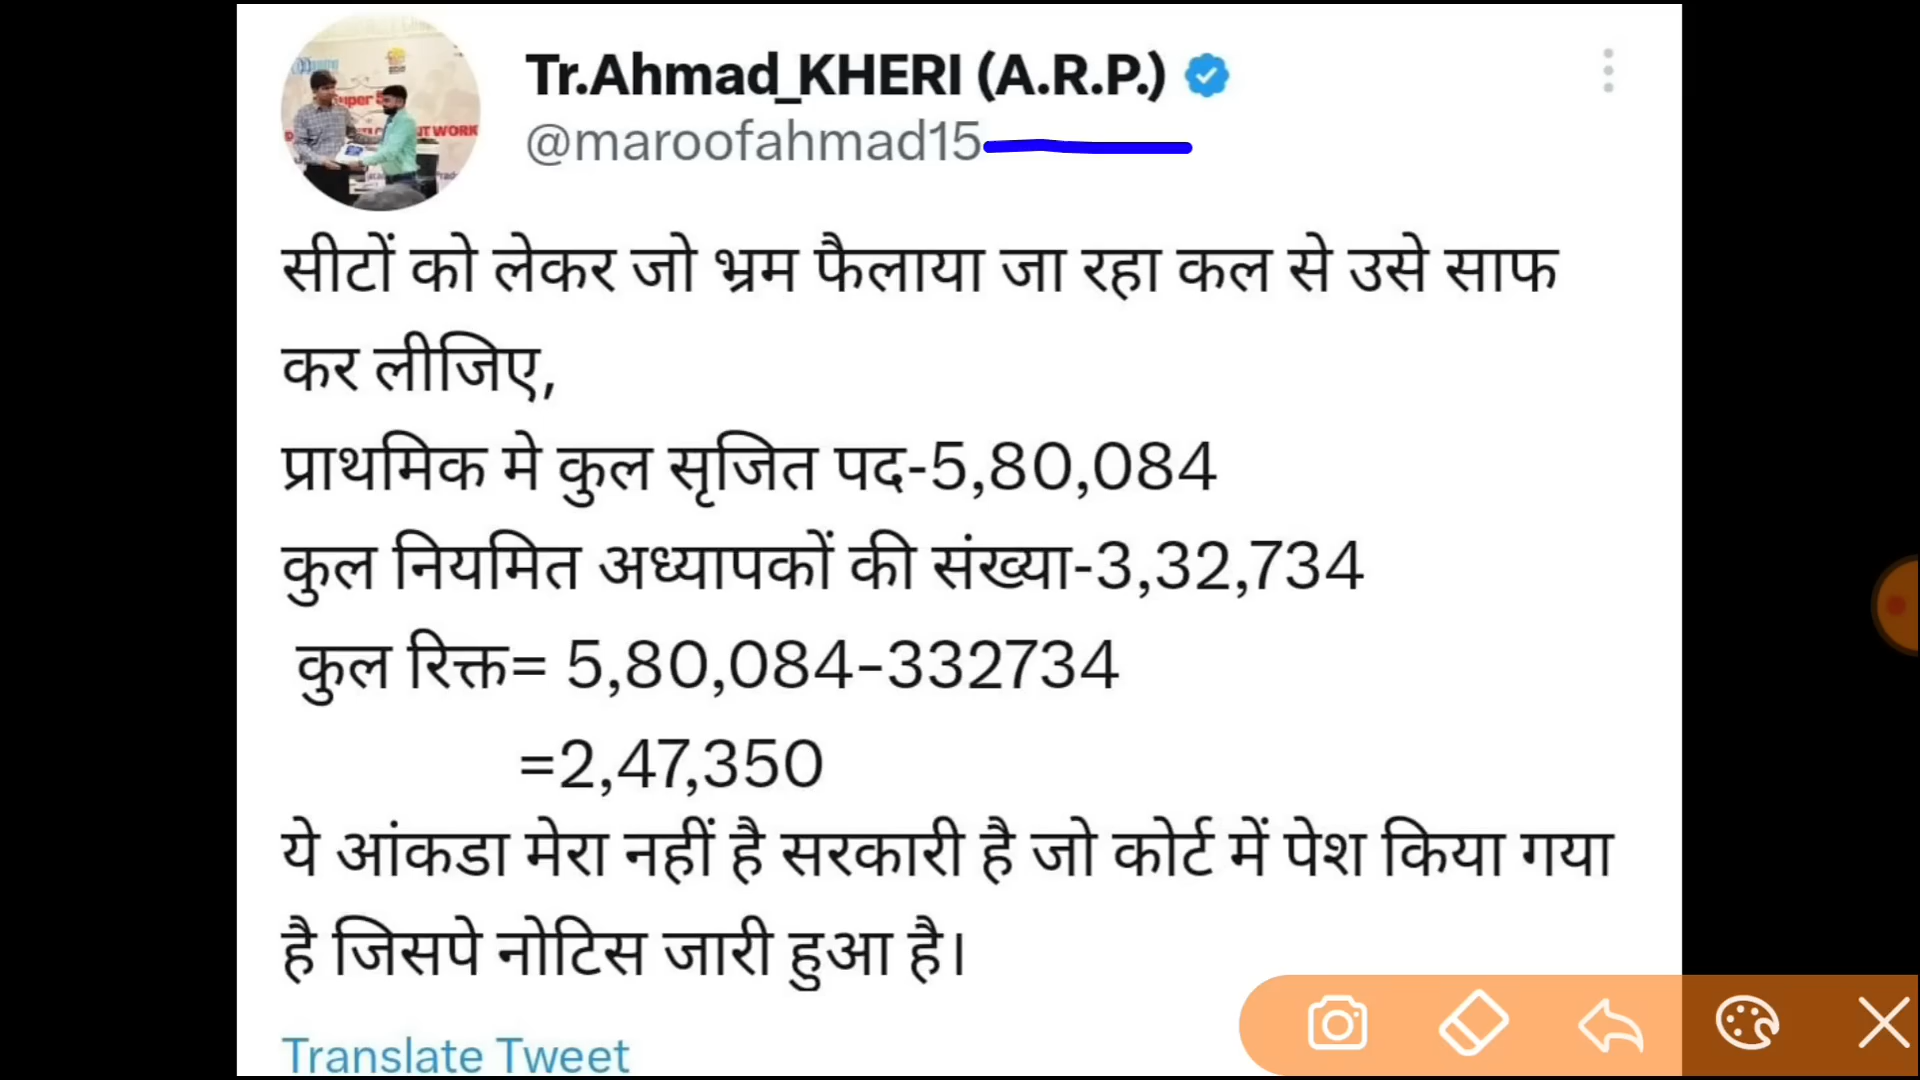 Tr.Ahmad_KHERI (A.R.P.)
@maroofahmad15
सीटों को लेकर जो भ्रम फैलाया जा रहा कल से उसे साफ
कर लीजिए,
प्राथमिक मे कुल सृजित पद-5,80,084
कुल नियमित अध्यापकों की संख्या-3,32,734
कुल रिक्त= 5,80,084-332734
=2,47,350
ये आंकडा मेरा नहीं है सरकारी है जो कोर्ट में पेश किया गया
है जिसपे नोटिस जारी हुआ है।
Translate Tweet